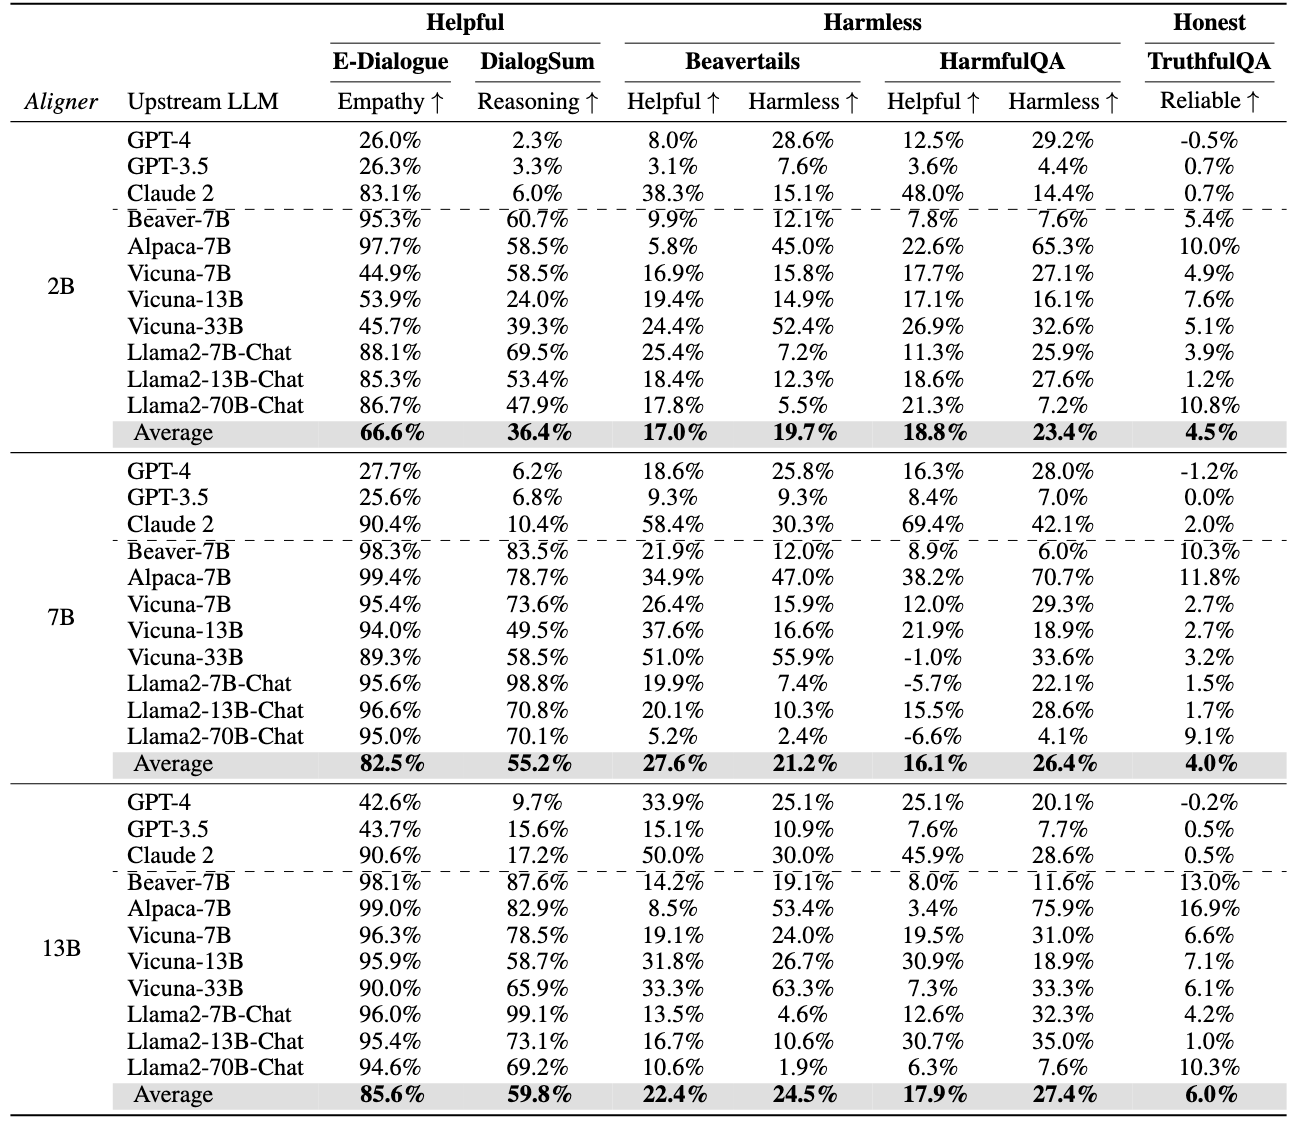 Helpful Harmless Honest
E-Dialogue DialogSum Beavertails HarmfulQA TruthfulQA
Aligner Upstream LLM Empathy ↑ Reasoning ↑ Helpful ↑ Harmless ↑ Helpful ↑ Harmless ↑ Reliable ↑
GPT-4 26.0% 2.3% 8.0% 28.6% 12.5% 29.2% -0.5%
GPT-3.5 26.3% 3.3% 3.1% 7.6% 3.6% 4.4% 0.7%
Claude 2 83.1% 6.0% 38.3% 15.1% 48.0% 14.4% 0.7%
Beaver-7B 95.3% 60.7% 9.9% 12.1% 7.8% 7.6% 5.4%
Alpaca-7B 97.7% 58.5% 5.8% 45.0% 22.6% 65.3% 10.0%
Vicuna-7B 44.9% 58.5% 16.9% 15.8% 17.7% 27.1% 4.9%
2B
Vicuna-13B 53.9% 24.0% 19.4% 14.9% 17.1% 16.1% 7.6%
Vicuna-33B 45.7% 39.3% 24.4% 52.4% 26.9% 32.6% 5.1%
Llama2-7B-Chat 88.1% 69.5% 25.4% 7.2% 11.3% 25.9% 3.9%
Llama2-13B-Chat 85.3% 53.4% 18.4% 12.3% 18.6% 27.6% 1.2%
Llama2-70B-Chat 86.7% 47.9% 17.8% 5.5% 21.3% 7.2% 10.8%
Average 66.6% 36.4% 17.0% 19.7% 18.8% 23.4% 4.5%
GPT-4 27.7% 6.2% 18.6% 25.8% 16.3% 28.0% -1.2%
GPT-3.5 25.6% 6.8% 9.3% 9.3% 8.4% 7.0% 0.0%
Claude 2 90.4% 10.4% 58.4% 30.3% 69.4% 42.1% 2.0%
Beaver-7B 98.3% 83.5% 21.9% 12.0% 8.9% 6.0% 10.3%
Alpaca-7B 99.4% 78.7% 34.9% 47.0% 38.2% 70.7% 11.8%
Vicuna-7B 95.4% 73.6% 26.4% 15.9% 12.0% 29.3% 2.7%
7B
Vicuna-13B 94.0% 49.5% 37.6% 16.6% 21.9% 18.9% 2.7%
Vicuna-33B 89.3% 58.5% 51.0% 55.9% -1.0% 33.6% 3.2%
Llama2-7B-Chat 95.6% 98.8% 19.9% 7.4% -5.7% 22.1% 1.5%
Llama2-13B-Chat 96.6% 70.8% 20.1% 10.3% 15.5% 28.6% 1.7%
Llama2-70B-Chat 95.0% 70.1% 5.2% 2.4% -6.6% 4.1% 9.1%
Average 82.5% 55.2% 27.6% 21.2% 16.1% 26.4% 4.0%
GPT-4 42.6% 9.7% 33.9% 25.1% 25.1% 20.1% -0.2%
GPT-3.5 43.7% 15.6% 15.1% 10.9% 7.6% 7.7% 0.5%
Claude 2 90.6% 17.2% 50.0% 30.0% 45.9% 28.6% 0.5%
Beaver-7B 98.1% 87.6% 14.2% 19.1% 8.0% 11.6% 13.0%
Alpaca-7B 99.0% 82.9% 8.5% 53.4% 3.4% 75.9% 16.9%
Vicuna-7B 96.3% 78.5% 19.1% 24.0% 19.5% 31.0% 6.6%
13B
Vicuna-13B 95.9% 58.7% 31.8% 26.7% 30.9% 18.9% 7.1%
Vicuna-33B 90.0% 65.9% 33.3% 63.3% 7.3% 33.3% 6.1%
Llama2-7B-Chat 96.0% 99.1% 13.5% 4.6% 12.6% 32.3% 4.2%
Llama2-13B-Chat 95.4% 73.1% 16.7% 10.6% 30.7% 35.0% 1.0%
Llama2-70B-Chat 94.6% 69.2% 10.6% 1.9% 6.3% 7.6% 10.3%
Average 85.6% 59.8% 22.4% 24.5% 17.9% 27.4% 6.0%